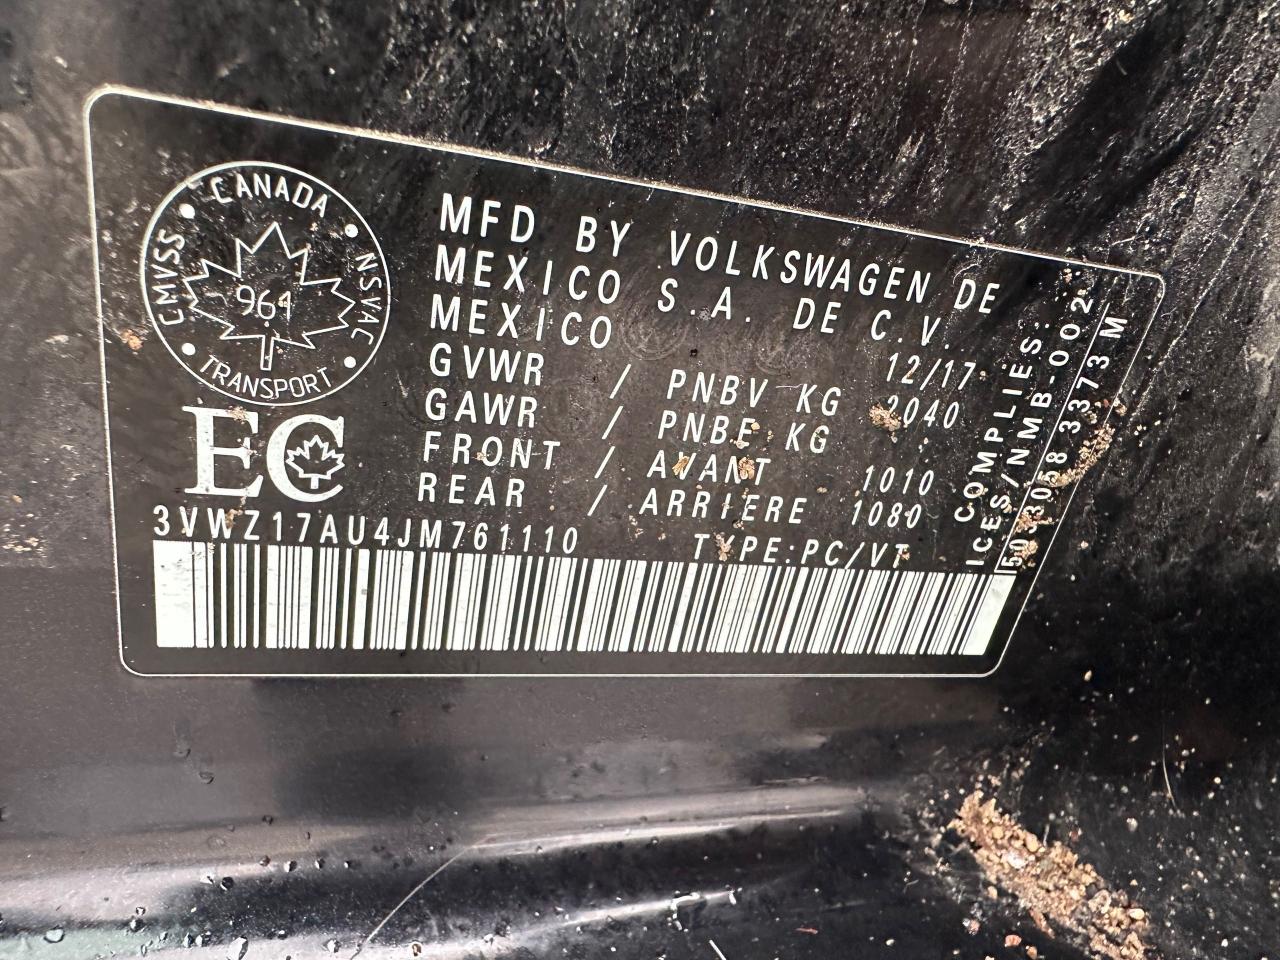 CANADA
CMVSS
NSVAC
964
TRANSPORT
EC
MFD BY VOLKSWAGEN DE
MEXICO S.A. DE C.V.
MEXICO 12/17
GVWR / PNBV KG 2040
GAWR / PNBE KG :
FRONT / AVANT 1010
REAR / ARRIERE 1080
3VWZ17AU4JM761110 TYPE:PC/VT
COMPLIES:
ICES/NMB-002
3058 3373 M